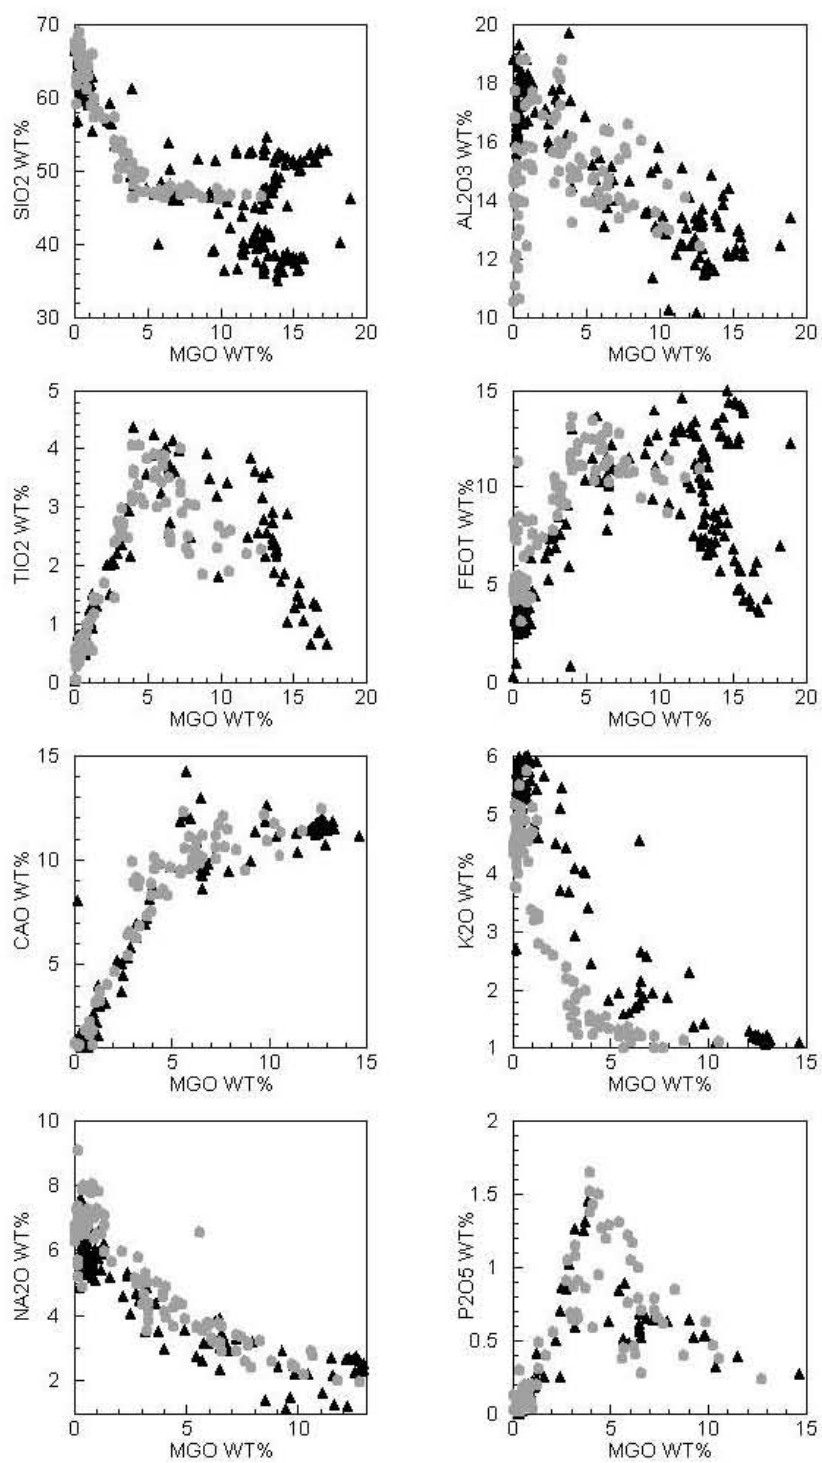 70
60
50
40
30
SIO2 WT%
0 5 10 15 20
MGO WT%
20
18
16
14
12
10
AL2O3 WT%
0 5 10 15 20
MGO WT%
5
4
3
2
1
0
TIO2 WT%
0 5 10 15 20
MGO WT%
15
10
5
0
FEOT WT%
0 5 10 15 20
MGO WT%
15
10
5
CAO WT%
0 5 10 15
MGO WT%
6
5
4
3
2
1
K2O WT%
0 5 10 15
MGO WT%
10
8
6
4
2
NA2O WT%
0 5 10
MGO WT%
2
1.5
1
0.5
0
P2O5 WT%
0 5 10 15
MGO WT%